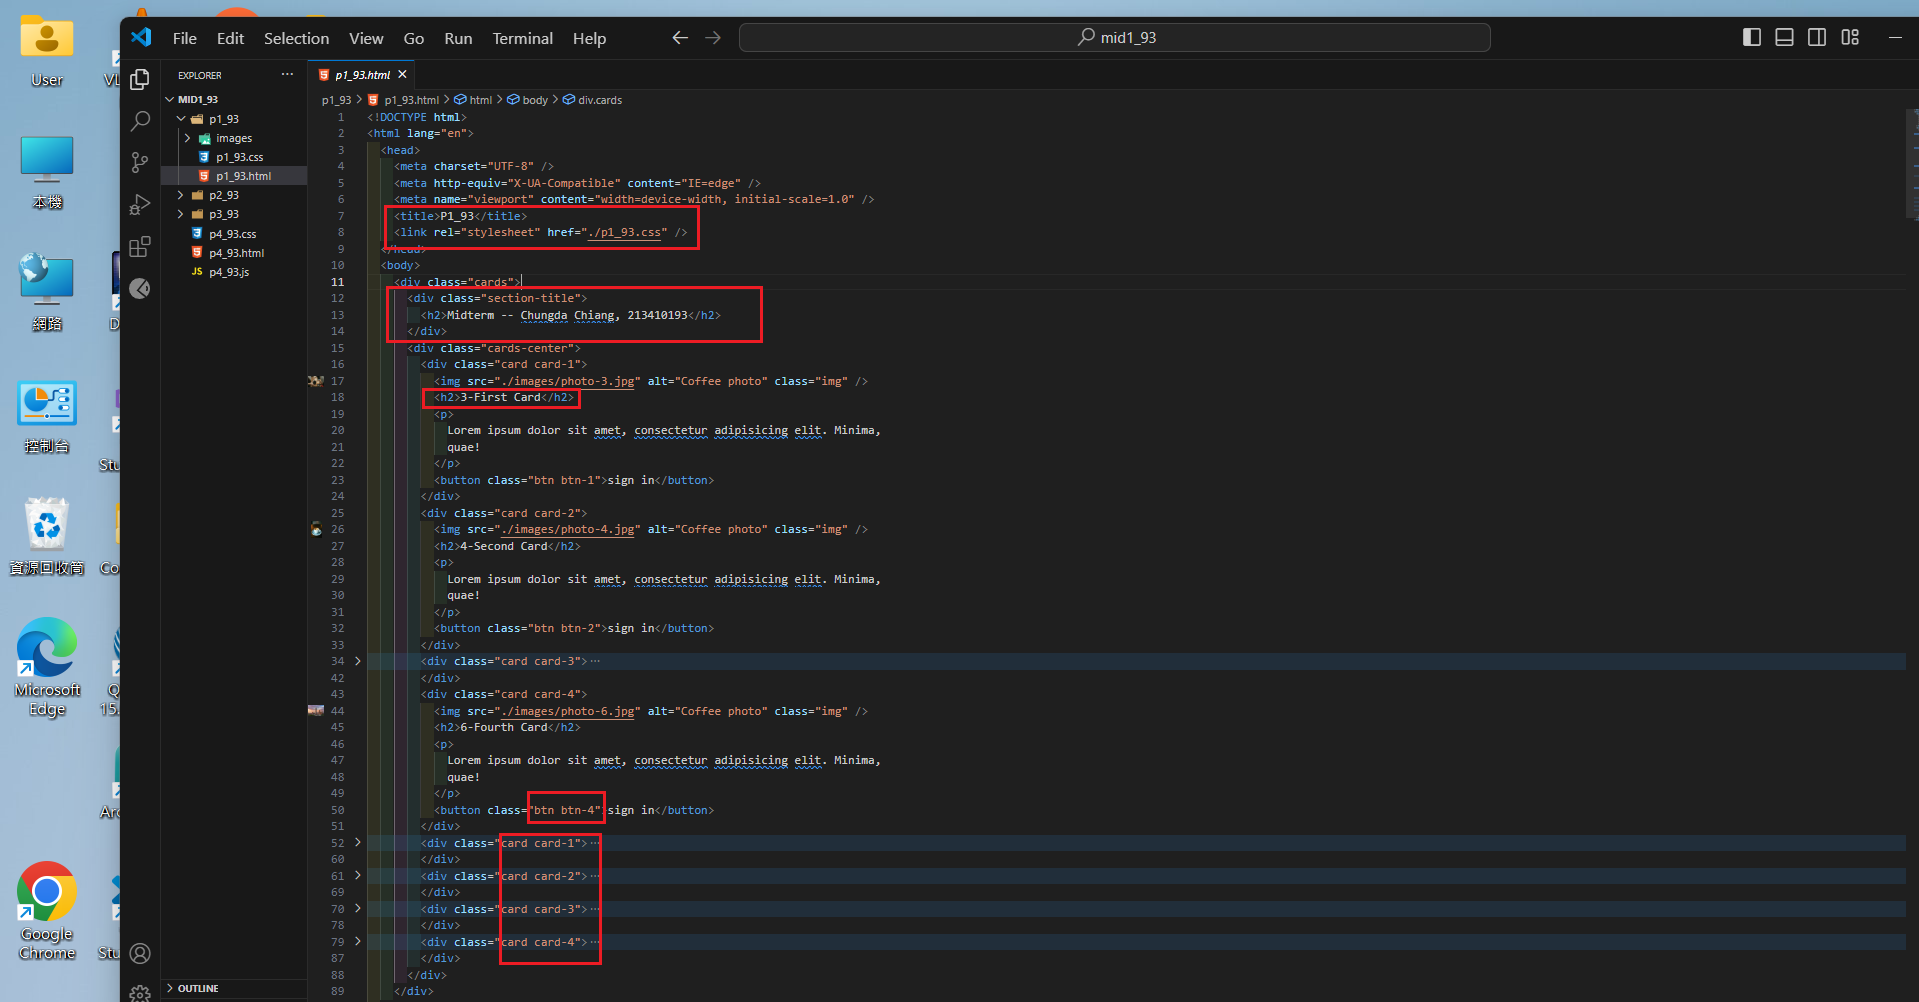 User
本機
網路
控制台
資源回收筒
Microsoft
Edge
Google
Chrome
File Edit Selection View Go Run Terminal Help
mid1_93
EXPLORER
MID1_93
p1_93
images
p1_93.css
p1_93.html
p2_93
p3_93
p4_93.css
p4_93.html
JS p4_93.js
OUTLINE
p1_93.html
p1_93 > p1_93.html > html > body > div.cards
1 <!DOCTYPE html>
2 <html lang="en">
3 <head>
4 <meta charset="UTF-8" />
5 <meta http-equiv="X-UA-Compatible" content="IE=edge" />
6 <meta name="viewport" content="width=device-width, initial-scale=1.0" />
7 <title>P1_93</title>
8 <link rel="stylesheet" href="./p1_93.css" />
9 </head>
10 <body>
11 <div class="cards">
12 <div class="section-title">
13 <h2>Midterm -- Chungda Chiang, 213410193</h2>
14 </div>
15 <div class="cards-center">
16 <div class="card card-1">
17 <img src="./images/photo-3.jpg" alt="Coffee photo" class="img" />
18 <h2>3-First Card</h2>
19 <p>
20 Lorem ipsum dolor sit amet, consectetur adipisicing elit. Minima,
21 quae!
22 </p>
23 <button class="btn btn-1">sign in</button>
24 </div>
25 <div class="card card-2">
26 <img src="./images/photo-4.jpg" alt="Coffee photo" class="img" />
27 <h2>4-Second Card</h2>
28 <p>
29 Lorem ipsum dolor sit amet, consectetur adipisicing elit. Minima,
30 quae!
31 </p>
32 <button class="btn btn-2">sign in</button>
33 </div>
34 <div class="card card-3">···
42 </div>
43 <div class="card card-4">
44 <img src="./images/photo-6.jpg" alt="Coffee photo" class="img" />
45 <h2>6-Fourth Card</h2>
46 <p>
47 Lorem ipsum dolor sit amet, consectetur adipisicing elit. Minima,
48 quae!
49 </p>
50 <button class="btn btn-4">sign in</button>
51 </div>
52 <div class="card card-1">···
60 </div>
61 <div class="card card-2">···
69 </div>
70 <div class="card card-3">···
78 </div>
79 <div class="card card-4">···
87 </div>
88 </div>
89 </div>